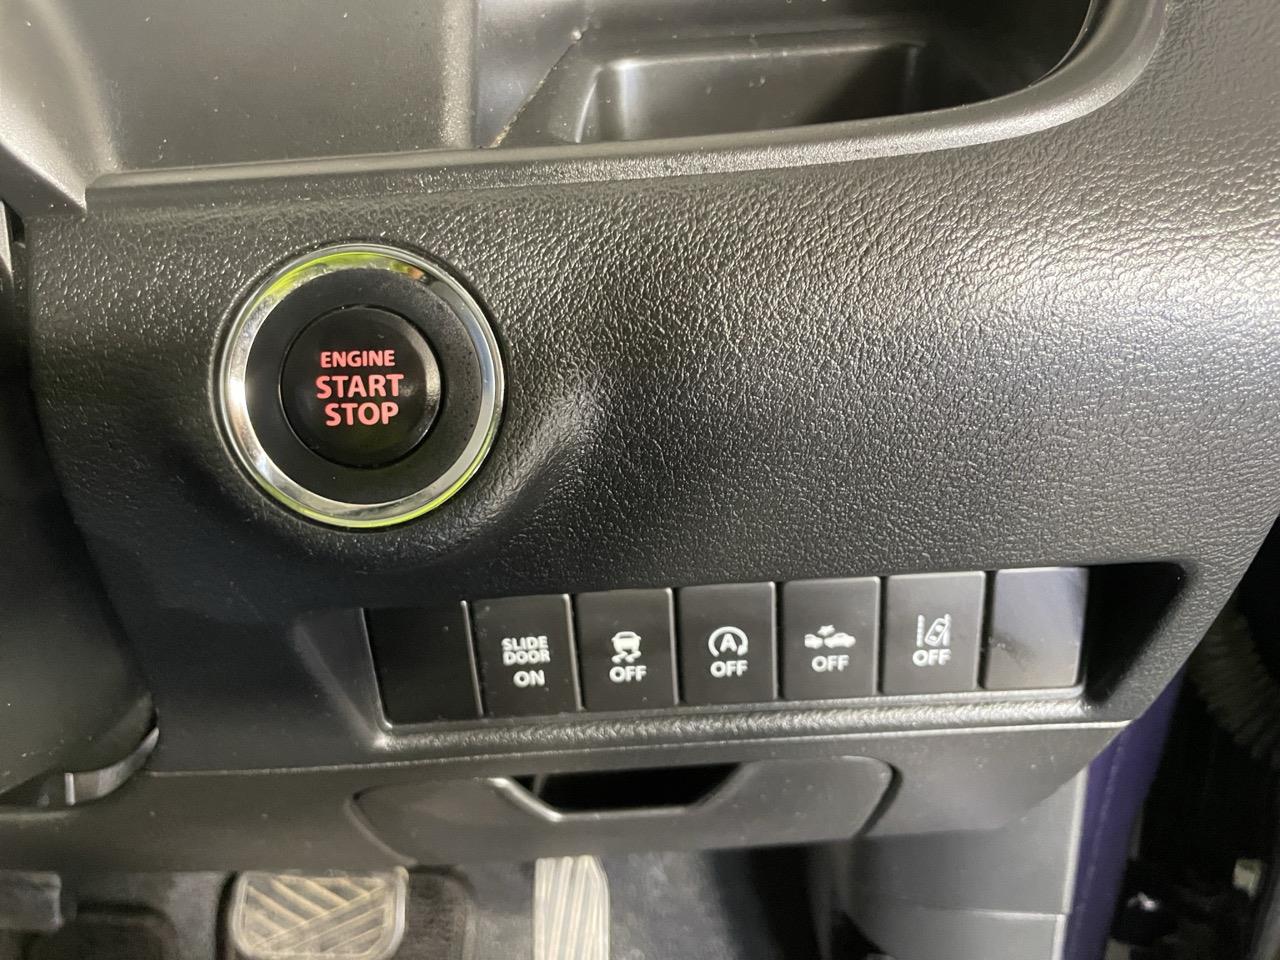 ENGINE
START
STOP
SLIDE
DOOR
ON
OFF
A
OFF
OFF
OFF